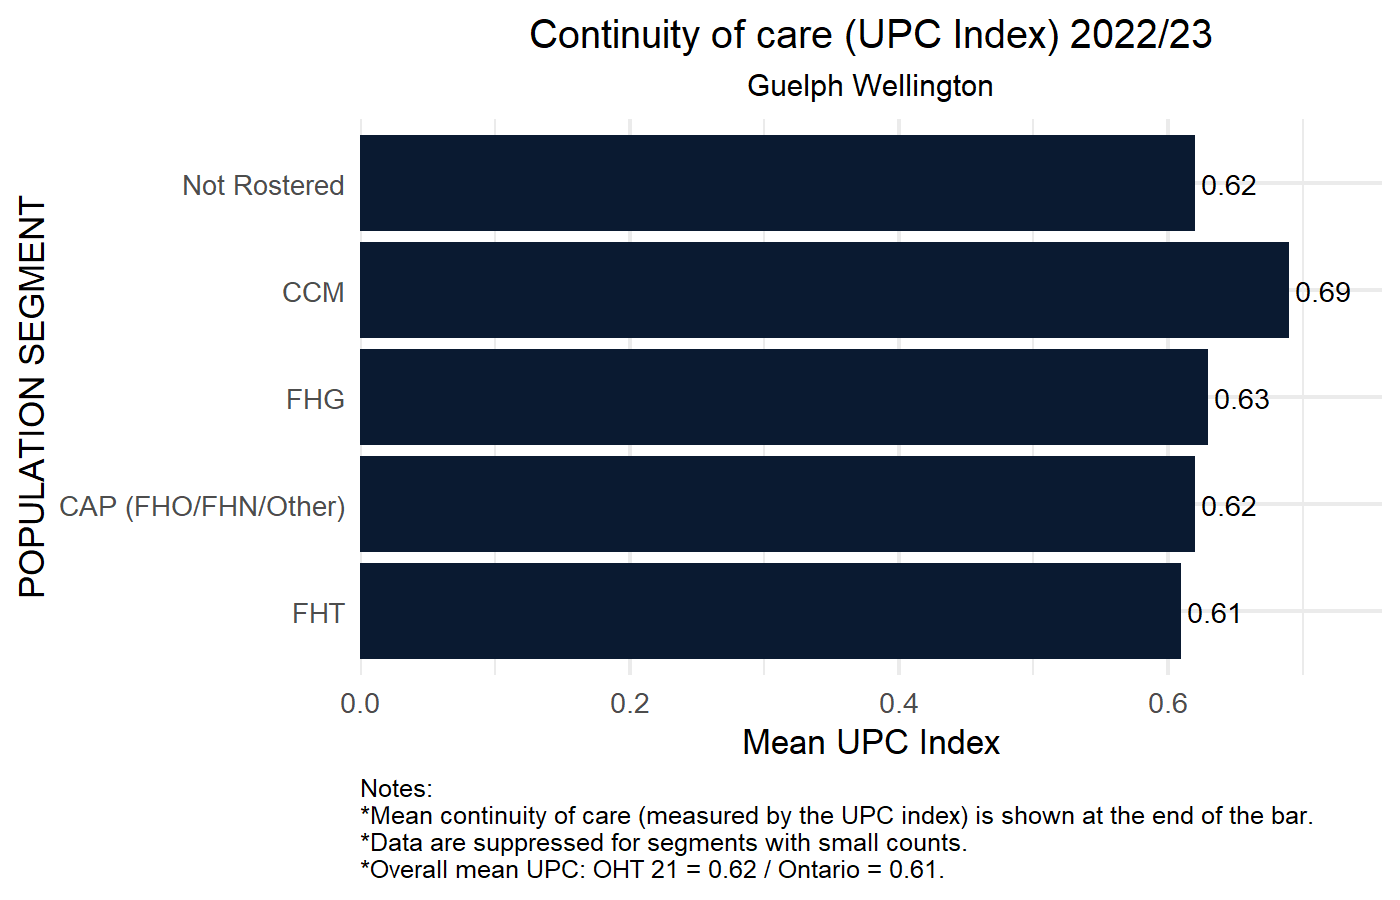 Continuity of care (UPC Index) 2022/23
Guelph Wellington
POPULATION SEGMENT
Not Rostered
0.62
CCM
0.69
FHG
0.63
CAP (FHO/FHN/Other)
0.62
FHT
0.61
0.0
0.2
0.4
0.6
Mean UPC Index
Notes:
*Mean continuity of care (measured by the UPC index) is shown at the end of the bar.
*Data are suppressed for segments with small counts.
*Overall mean UPC: OHT 21 = 0.62 / Ontario = 0.61.